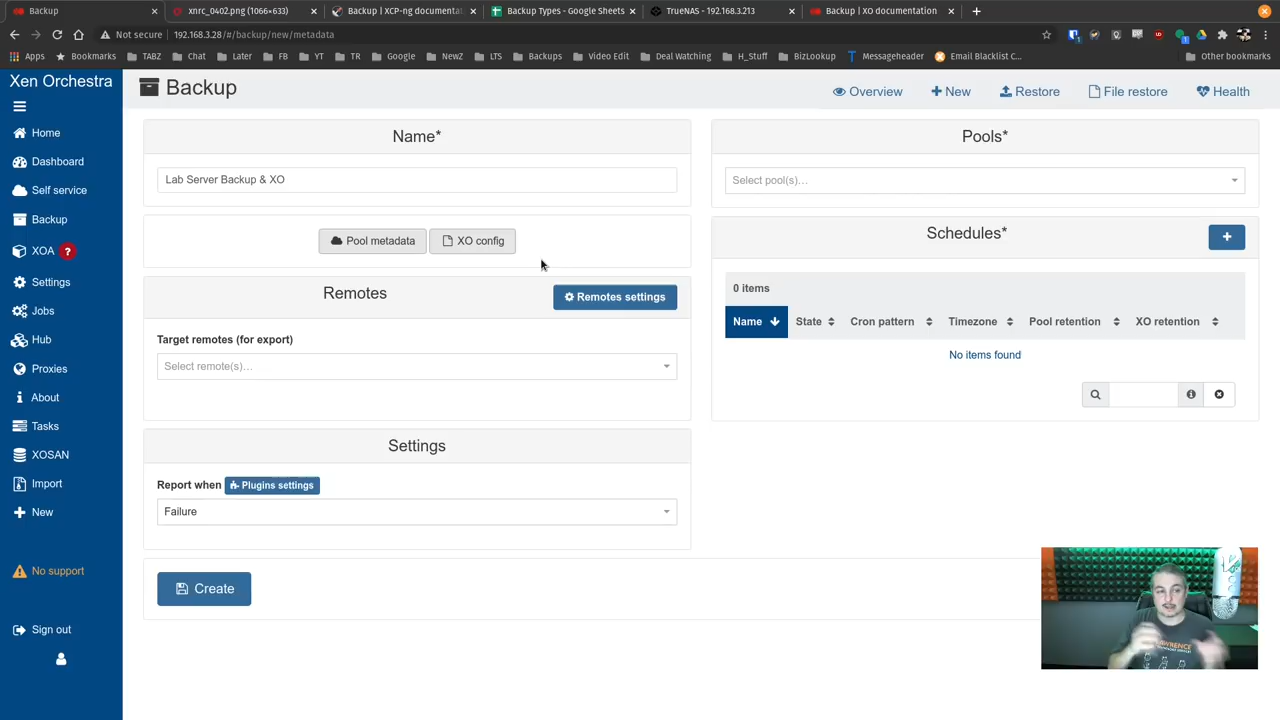 Backup
xnrc_0402.png (1066×633)
Backup | XCP-ng documentat
Backup Types - Google Sheets
TrueNAS - 192.168.3.213
Backup | XO documentation
Not secure | 192.168.3.28/#/backup/new/metadata
Apps
Bookmarks
TABZ
Chat
Later
FB
YT
TR
Google
NewZ
LTS
Backups
Video Edit
Deal Watching
H_Stuff
BizLookup
Messageheader
Email Blacklist C...
Other bookmarks
Xen Orchestra
Home
Dashboard
Self service
Backup
XOA ?
Settings
Jobs
Hub
Proxies
About
Tasks
XOSAN
Import
New
No support
Sign out
Backup
Overview
New
Restore
File restore
Health
Name*
Lab Server Backup & XO
Pool metadata
XO config
Remotes
Remotes settings
Target remotes (for export)
Select remote(s)...
Settings
Report when
Plugins settings
Failure
Create
Pools*
Select pool(s)...
Schedules*
0 items
Name
State
Cron pattern
Timezone
Pool retention
XO retention
No items found
LAWRENCE